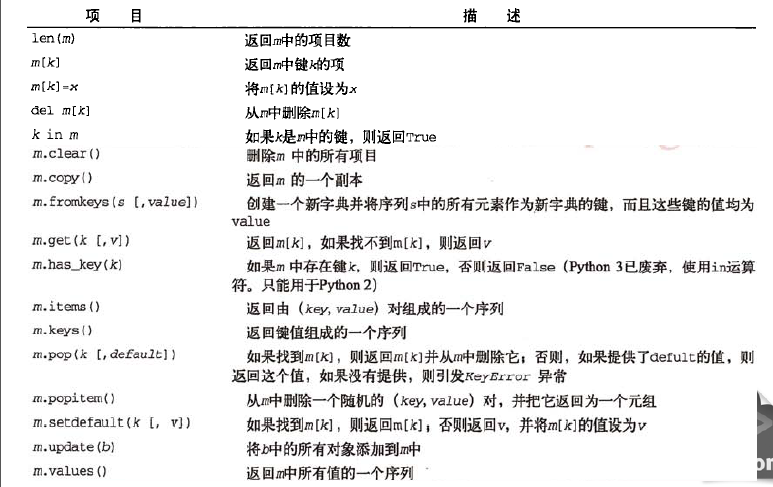 项 目 描 述
len(m) 返回m中的项目数
m[k] 返回m中键k的项
m[k]=x 将m[k]的值设为x
del m[k] 从m中删除m[k]
k in m 如果k是m中的键，则返回True
m.clear() 删除m 中的所有项目
m.copy() 返回m 的一个副本
m.fromkeys(s [,value]) 创建一个新字典并将序列s中的所有元素作为新字典的键，而且这些键的值均为
value
m.get(k [,v]) 返回m[k]，如果找不到m[k]，则返回v
m.has_key(k) 如果m 中存在键k，则返回True，否则返回False（Python 3已废弃，使用in运算
符。只能用于Python 2）
m.items() 返回由（key, value）对组成的一个序列
m.keys() 返回键值组成的一个序列
m.pop(k [,default]) 如果找到m[k]，则返回m[k]并从m中删除它；否则，如果提供了defult的值，则
返回这个值，如果没有提供，则引发KeyError 异常
m.popitem() 从m中删除一个随机的（key, value）对，并把它返回为一个元组
m.setdefault(k [, v]) 如果找到m[k]，则返回m[k]；否则返回v，并将m[k]的值设为v
m.update(b) 将b中的所有对象添加到m中
m.values() 返回m中所有值的一个序列